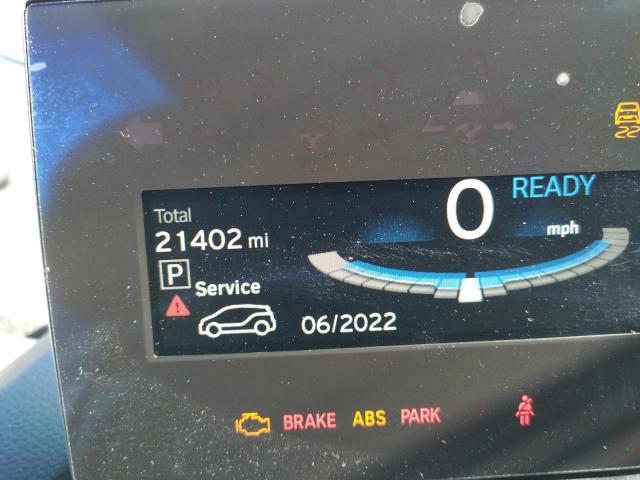 0 READY
mph
Total
21402 mi
P
Service
06/2022
BRAKE ABS PARK